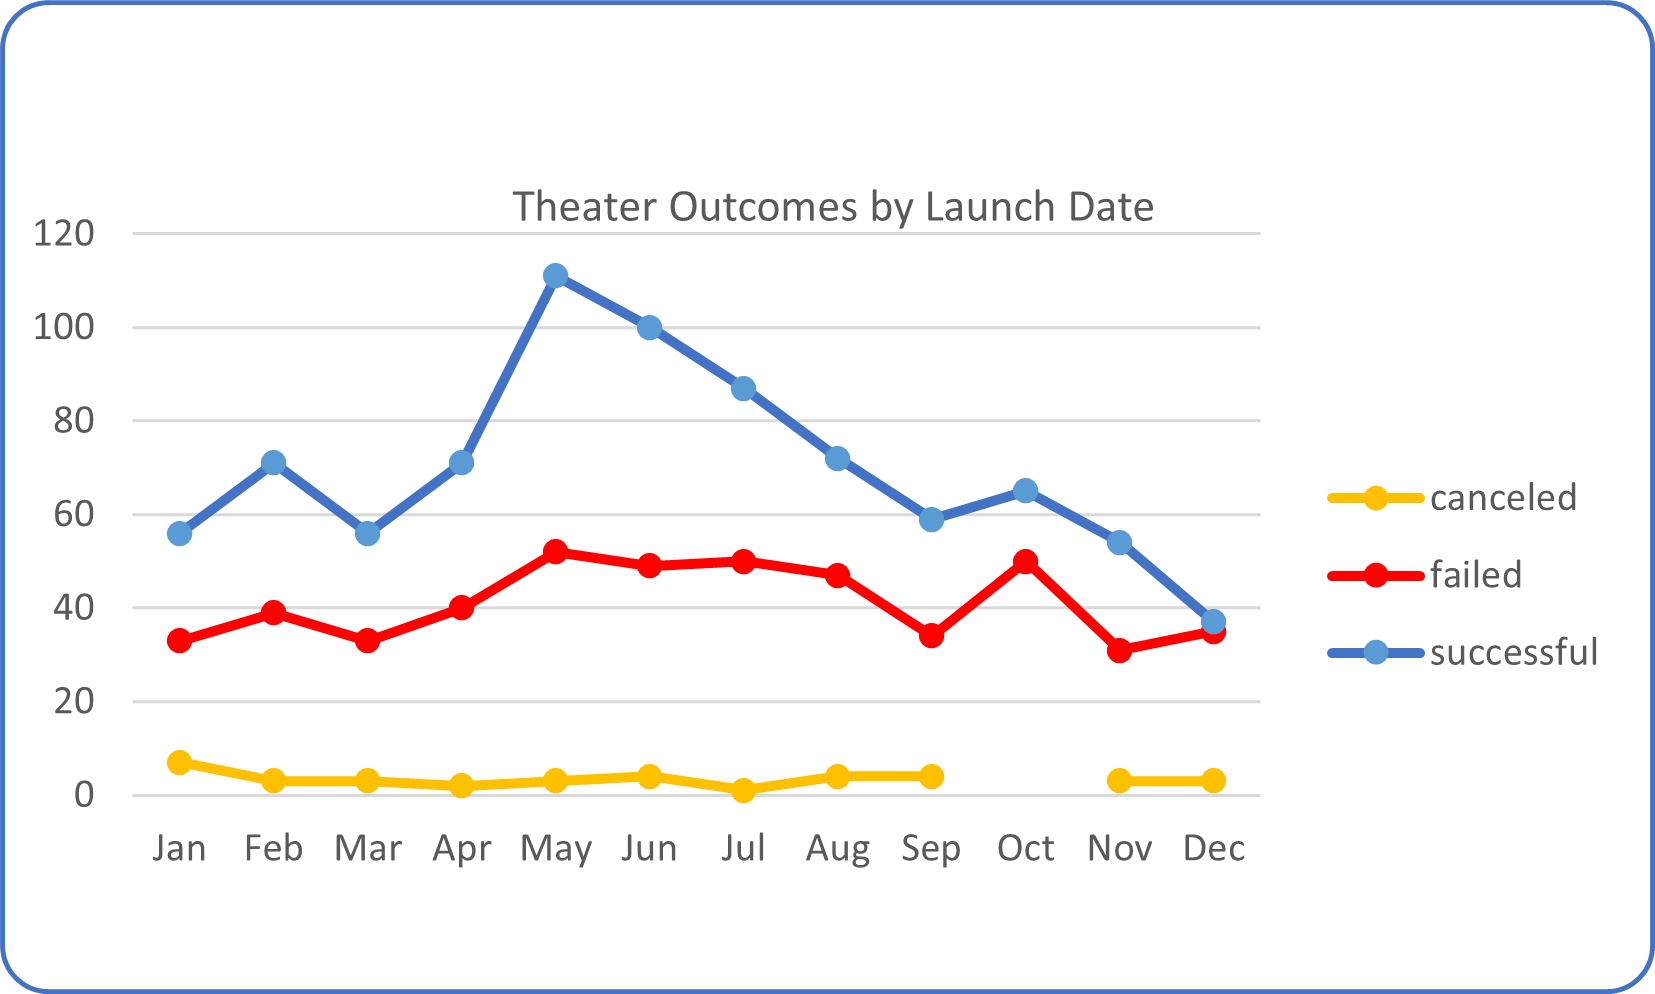 Theater Outcomes by Launch Date
120
100
80
60
40
20
0
Jan Feb Mar Apr May Jun Jul Aug Sep Oct Nov Dec
canceled
failed
successful